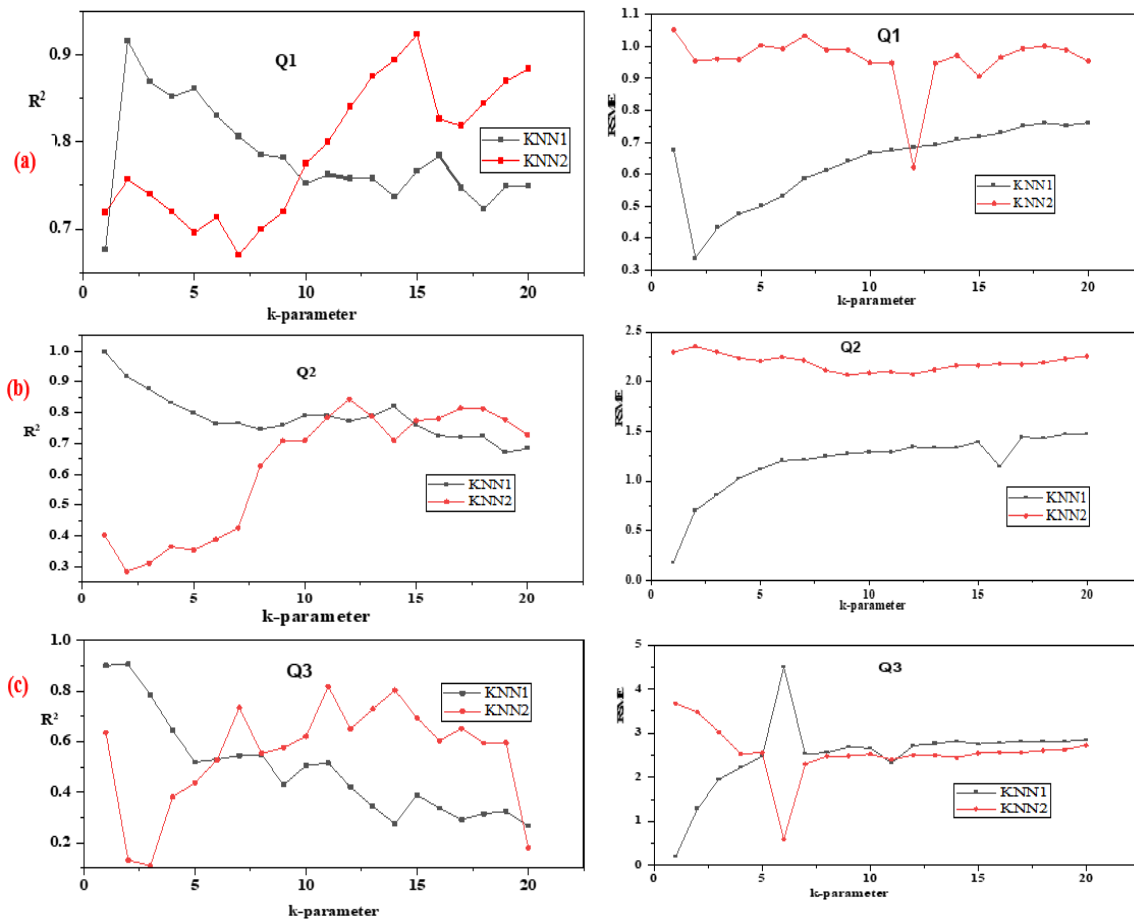 Q1
R²
(a)
0.9
0.8
0.7
KNN1
KNN2
0 5 10 15 20
k-parameter
Q1
RSME
1.1
1.0
0.9
0.8
0.7
0.6
0.5
0.4
0.3
KNN1
KNN2
0 5 10 15 20
k-parameter
(b)
Q2
R²
1.0
0.9
0.8
0.7
0.6
0.5
0.4
0.3
KNN1
KNN2
0 5 10 15 20
k-parameter
Q2
RSME
2.5
2.0
1.5
1.0
0.5
0.0
KNN1
KNN2
0 5 10 15 20
k-parameter
(c)
Q3
R²
1.0
0.8
0.6
0.4
0.2
KNN1
KNN2
0 5 10 15 20
k-parameter
Q3
RSME
5
4
3
2
1
0
KNN1
KNN2
0 5 10 15 20
k-parameter